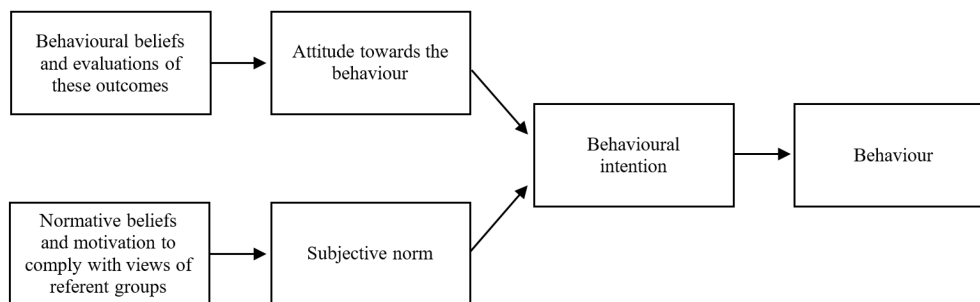 Behavioural beliefs
and evaluations of
these outcomes
Attitude towards the
behaviour
Behavioural
intention
Behaviour
Normative beliefs
and motivation to
comply with views of
referent groups
Subjective norm